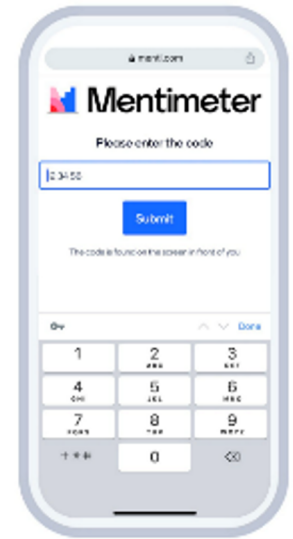 menti.com
Mentimeter
Please enter the code
Submit
The code is found on the screen in front of you
Done
1
2
ABC
3
DEF
4
GHI
5
JKL
6
MNO
7
PQRS
8
TUV
9
WXYZ
+ * #
0